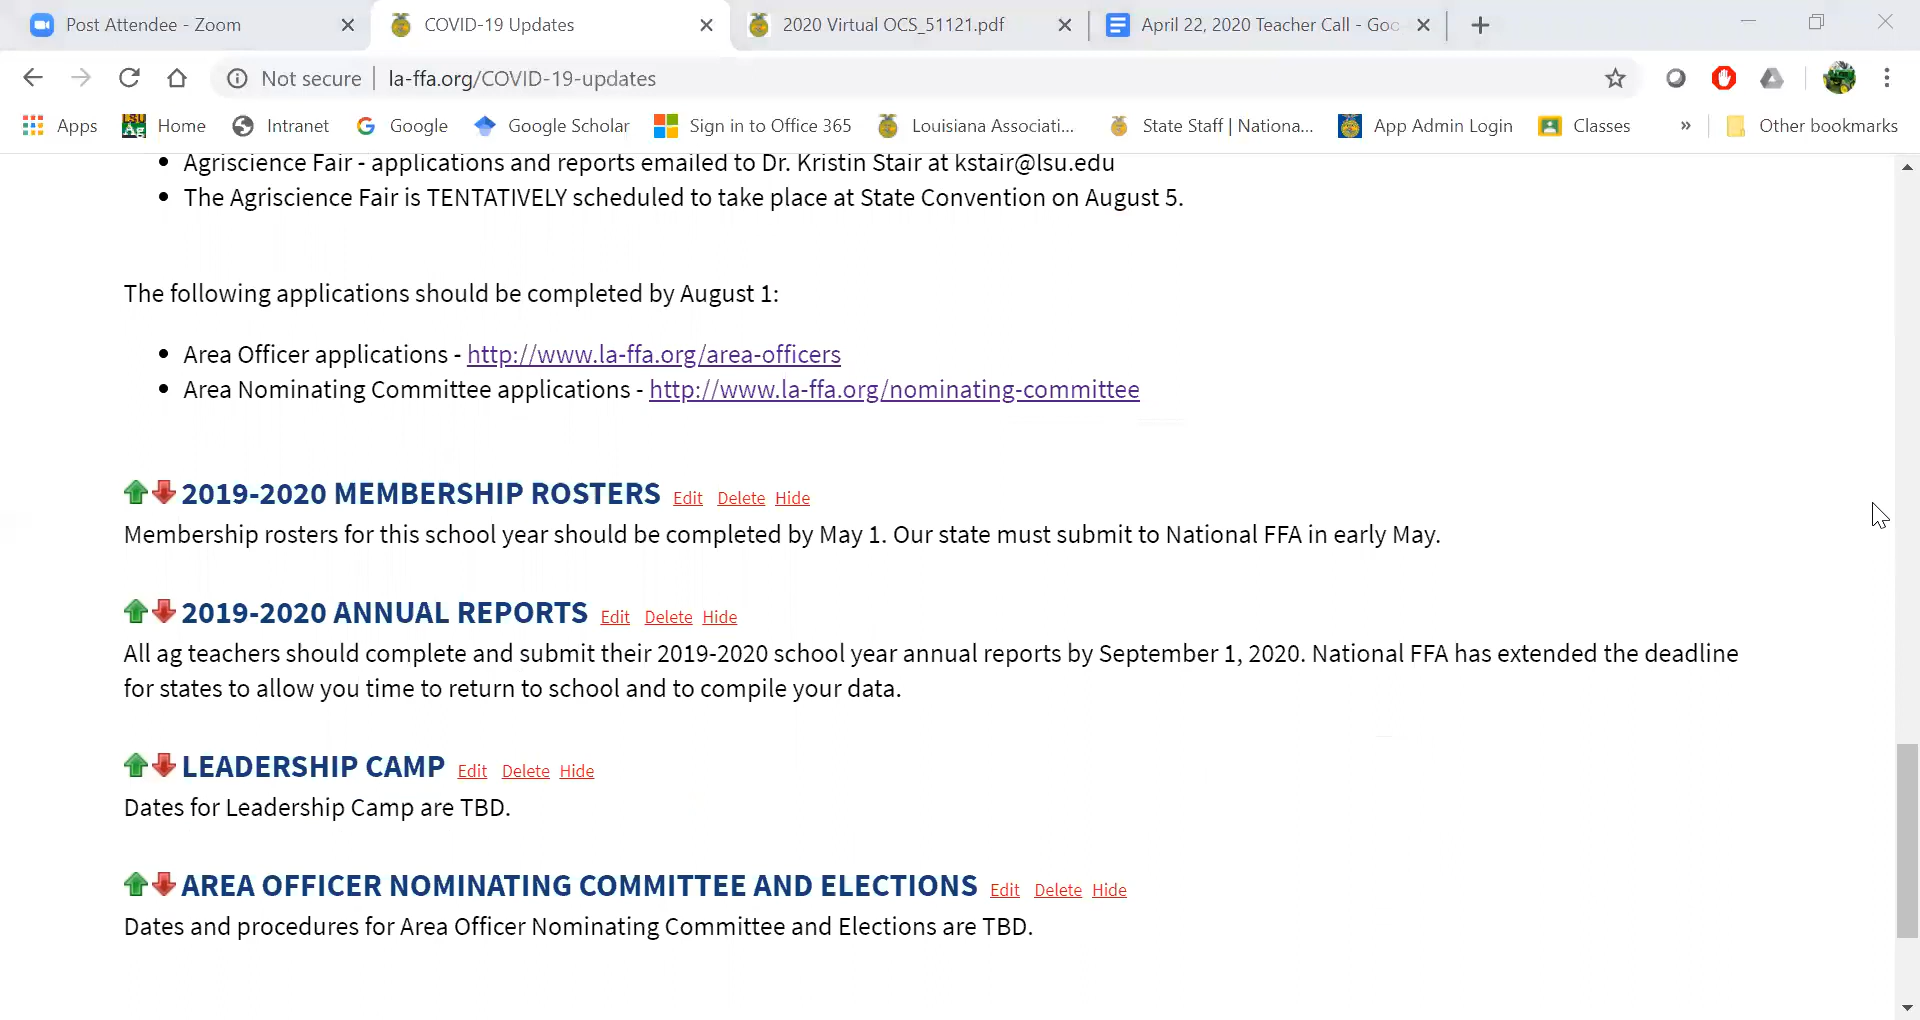 Post Attendee - Zoom
COVID-19 Updates
2020 Virtual OCS_51121.pdf
April 22, 2020 Teacher Call - Goo
Not secure
la-ffa.org/COVID-19-updates
Apps
Home
Intranet
Google
Google Scholar
Sign in to Office 365
Louisiana Associati...
State Staff | Nationa...
App Admin Login
Classes
»
Other bookmarks
• Agriscience Fair - applications and reports emailed to Dr. Kristin Stair at kstair@lsu.edu
• The Agriscience Fair is TENTATIVELY scheduled to take place at State Convention on August 5.
The following applications should be completed by August 1:
• Area Officer applications - http://www.la-ffa.org/area-officers
• Area Nominating Committee applications - http://www.la-ffa.org/nominating-committee
2019-2020 MEMBERSHIP ROSTERS Edit Delete Hide
Membership rosters for this school year should be completed by May 1. Our state must submit to National FFA in early May.
2019-2020 ANNUAL REPORTS Edit Delete Hide
All ag teachers should complete and submit their 2019-2020 school year annual reports by September 1, 2020. National FFA has extended the deadline
for states to allow you time to return to school and to compile your data.
LEADERSHIP CAMP Edit Delete Hide
Dates for Leadership Camp are TBD.
AREA OFFICER NOMINATING COMMITTEE AND ELECTIONS Edit Delete Hide
Dates and procedures for Area Officer Nominating Committee and Elections are TBD.